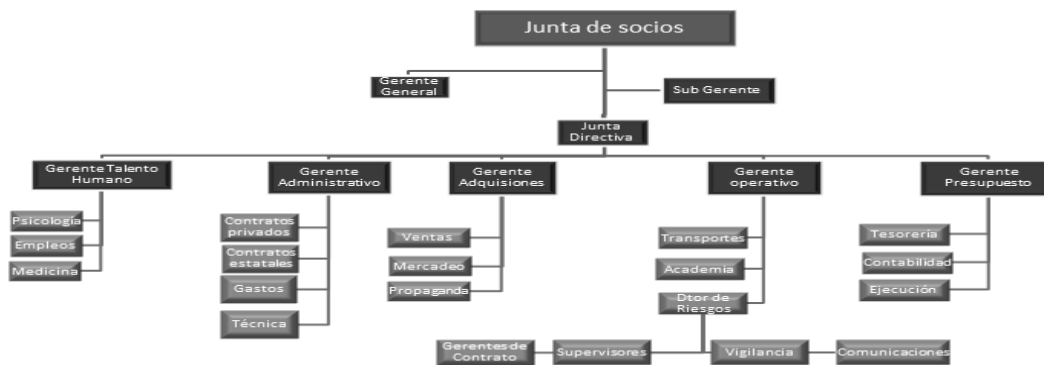 Junta de socios
Gerente
General
Sub Gerente
Junta
Directiva
Gerente Talento
Humano
Gerente
Administrativo
Gerente
Adquisiones
Gerente
operativo
Gerente
Presupuesto
Psicología
Empleos
Medicina
Contratos
privados
Contratos
estatales
Gastos
Técnica
Ventas
Mercadeo
Propaganda
Transportes
Academia
Dtor de
Riesgos
Tesoreria
Contabilidad
Ejecución
Gerentes de
Contrato
Supervisores
Vigilancia
Comunicaciones